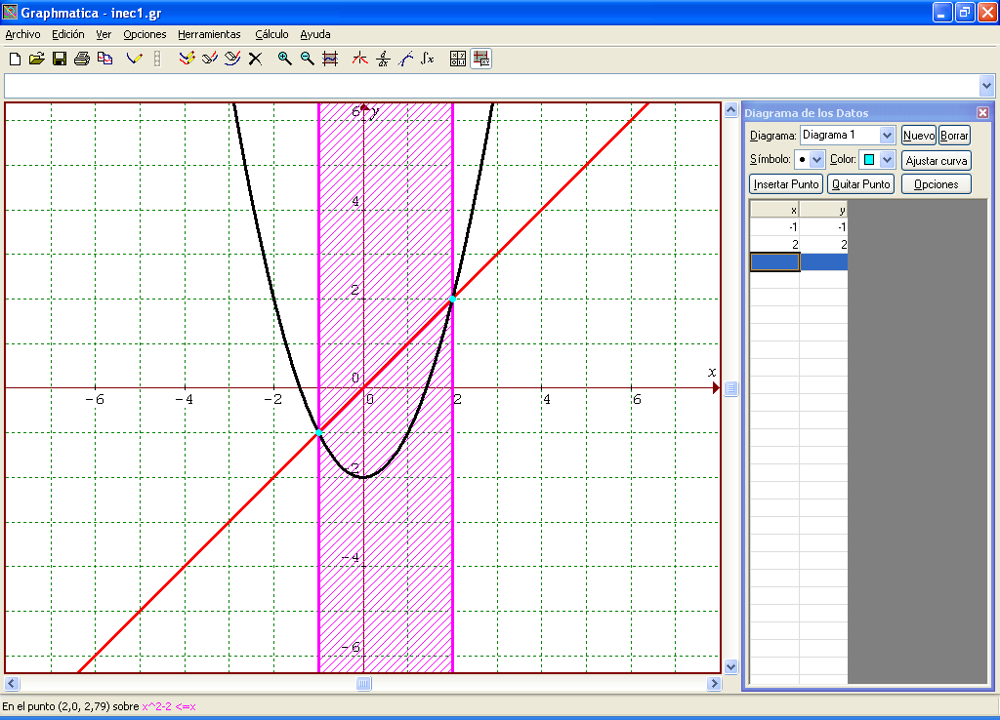 Graphmatica - inec1.gr
Archivo Edición Ver Opciones Herramientas Cálculo Ayuda
Diagrama de los Datos
Diagrama: Diagrama 1 Nuevo Borrar
Símbolo: Color: Ajustar curva
Insertar Punto Quitar Punto Opciones
x y
-1 -1
2 2
6 y
4
2
0 x
-6 -4 -2 0 2 4 6
-2
-4
-6
En el punto (2,0, 2,79) sobre x^2-2 <=x